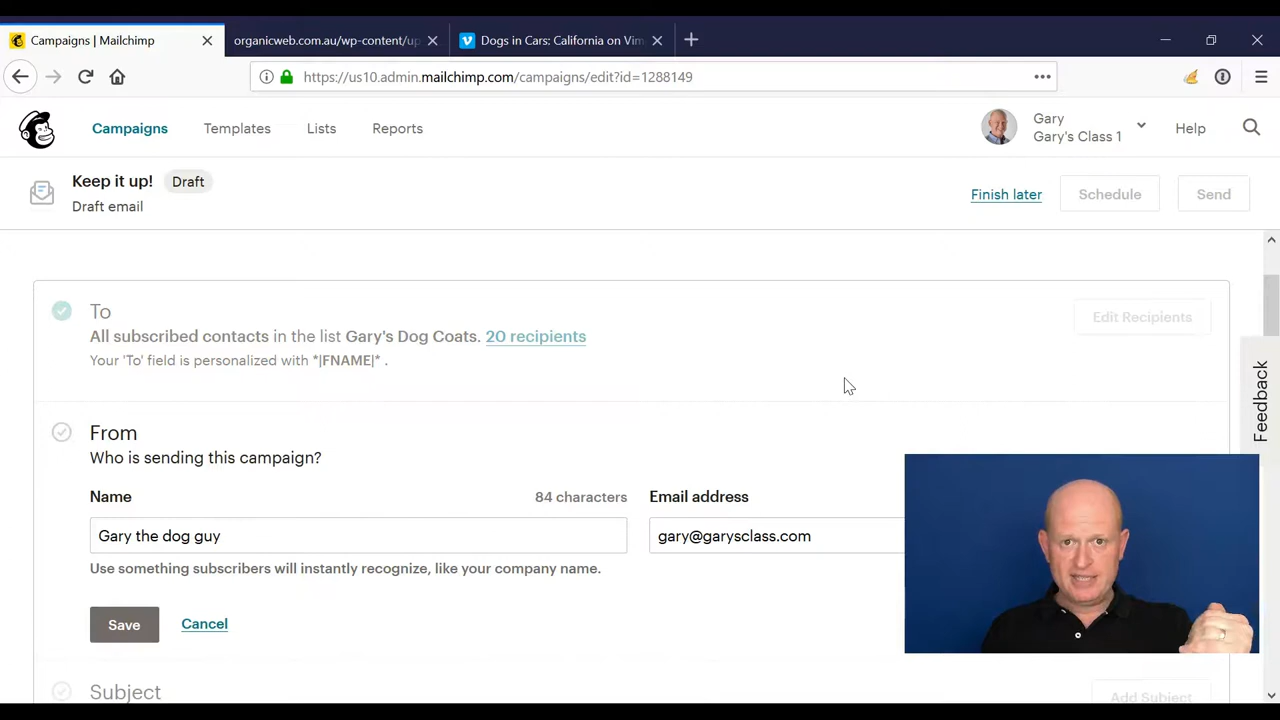 Campaigns | Mailchimp
organicweb.com.au/wp-content/up
Dogs in Cars: California on Vim
https://us10.admin.mailchimp.com/campaigns/edit?id=1288149
Campaigns
Templates
Lists
Reports
Gary
Gary's Class 1
Help
Keep it up!
Draft
Draft email
Finish later
Schedule
Send
To
All subscribed contacts in the list Gary's Dog Coats. 20 recipients
Your 'To' field is personalized with *|FNAME|* .
Edit Recipients
From
Who is sending this campaign?
Name
84 characters
Email address
Gary the dog guy
gary@garysclass.com
Use something subscribers will instantly recognize, like your company name.
Save
Cancel
Feedback
Subject
Add Subject